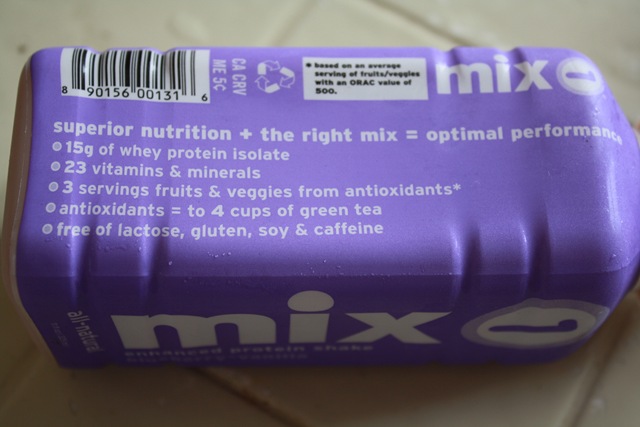 8 90156 00131 6
CA CRV
ME 5¢
* based on an average
serving of fruits/veggies
with an ORAC value of
500.
mix
superior nutrition + the right mix = optimal performance
15g of whey protein isolate
23 vitamins & minerals
3 servings fruits & veggies from antioxidants*
antioxidants = to 4 cups of green tea
free of lactose, gluten, soy & caffeine
all-natural
mix
enhanced protein shake
blueberry-vanilla